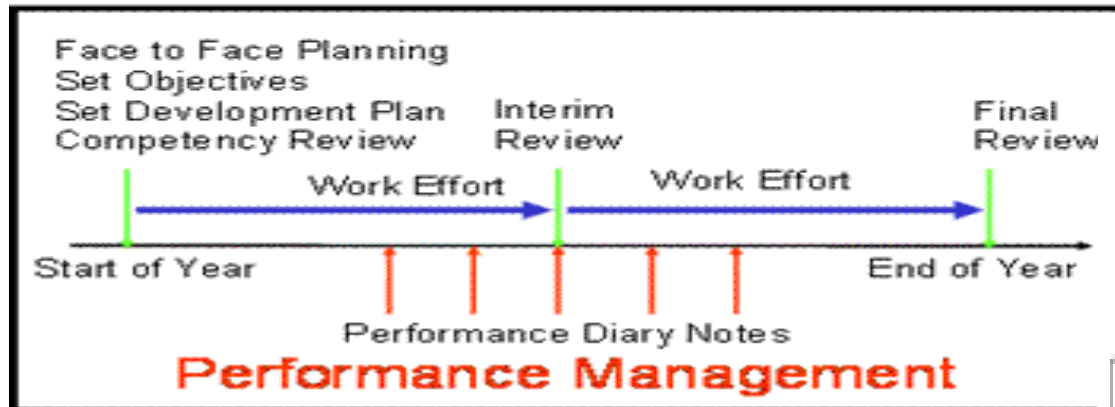 Face to Face Planning
Set Objectives
Set Development Plan
Competency Review
Interim
Review
Final
Review
Work Effort
Work Effort
Start of Year
End of Year
Performance Diary Notes
Performance Management